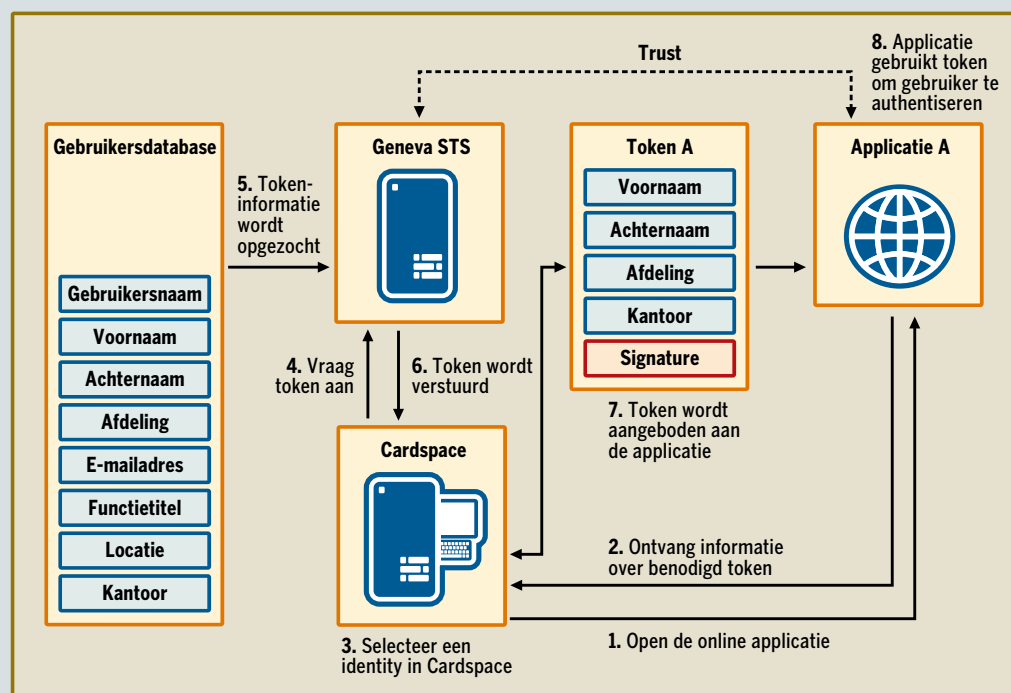 Trust
8. Applicatie
gebruikt token
om gebruiker te
authentiseren
Gebruikersdatabase
Gebruikersnaam
Voornaam
Achternaam
Afdeling
E-mailadres
Functietitel
Locatie
Kantoor
5. Token-
informatie
wordt
opgezocht
Geneva STS
Token A
Voornaam
Achternaam
Afdeling
Kantoor
Signature
Applicatie A
4. Vraag
token aan
6. Token wordt
verstuurd
7. Token wordt
aangeboden aan
de applicatie
Cardspace
2. Ontvang informatie
over benodigd token
3. Selecteer een
identity in Cardspace
1. Open de online applicatie